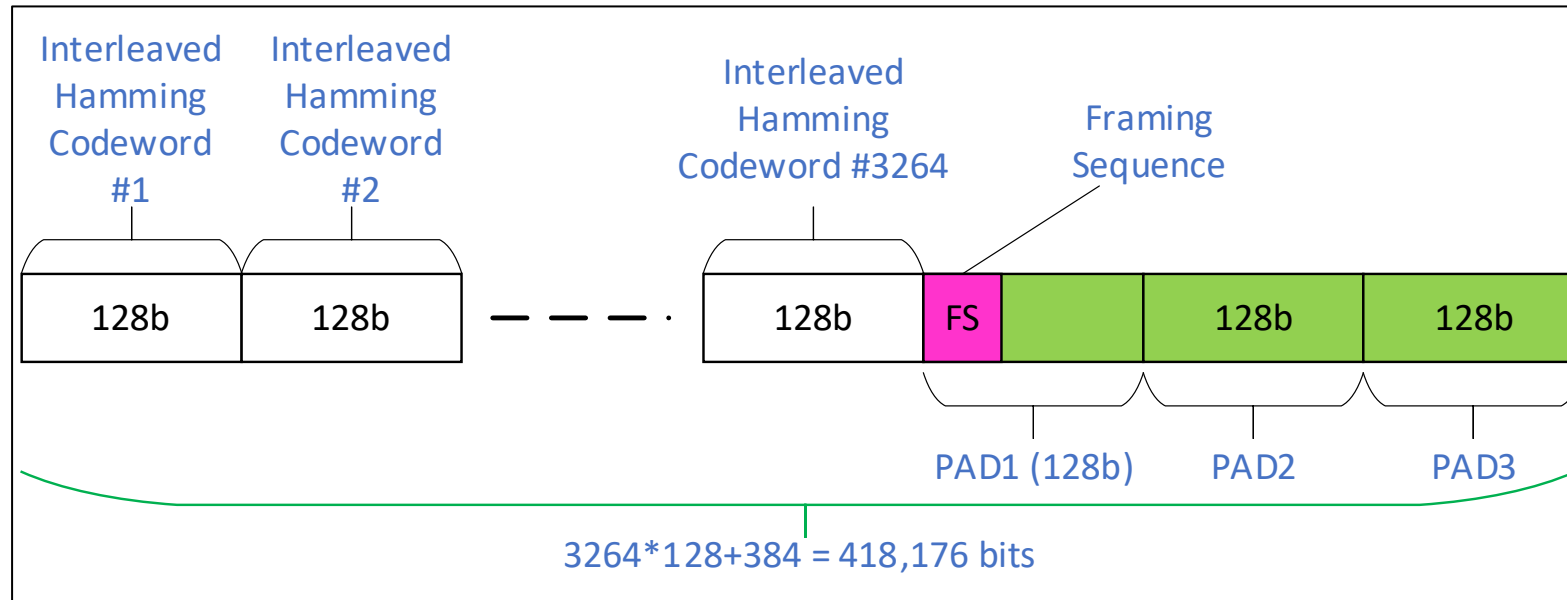 Interleaved
Hamming
Codeword
#1
Interleaved
Hamming
Codeword
#2
Interleaved
Hamming
Codeword #3264
Framing
Sequence
128b
128b
128b
FS
128b
128b
PAD1 (128b)
PAD2
PAD3
3264*128+384 = 418,176 bits